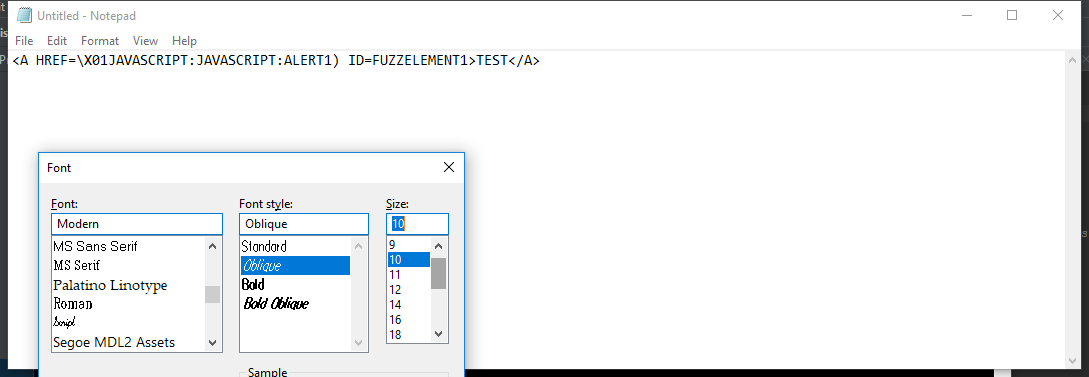 Untitled - Notepad
File Edit Format View Help
<A HREF=\X01JAVASCRIPT:JAVASCRIPT:ALERT1) ID=FUZZELEMENT1>TEST</A>
Font
Font: Font style: Size:
Modern Oblique 10
MS Sans Serif Standard 9
MS Serif Oblique 10
Palatino Linotype Bold 11
Roman Bold Oblique 12
Script 14
Segoe MDL2 Assets 16
18
Sample